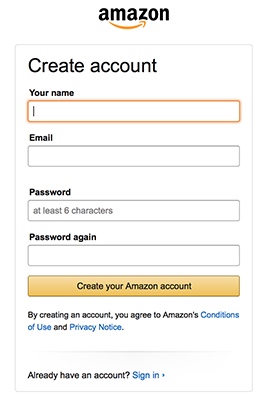 amazon
Create account
Your name
Email
Password
at least 6 characters
Password again
Create your Amazon account
By creating an account, you agree to Amazon's Conditions
of Use and Privacy Notice.
Already have an account? Sign in ›